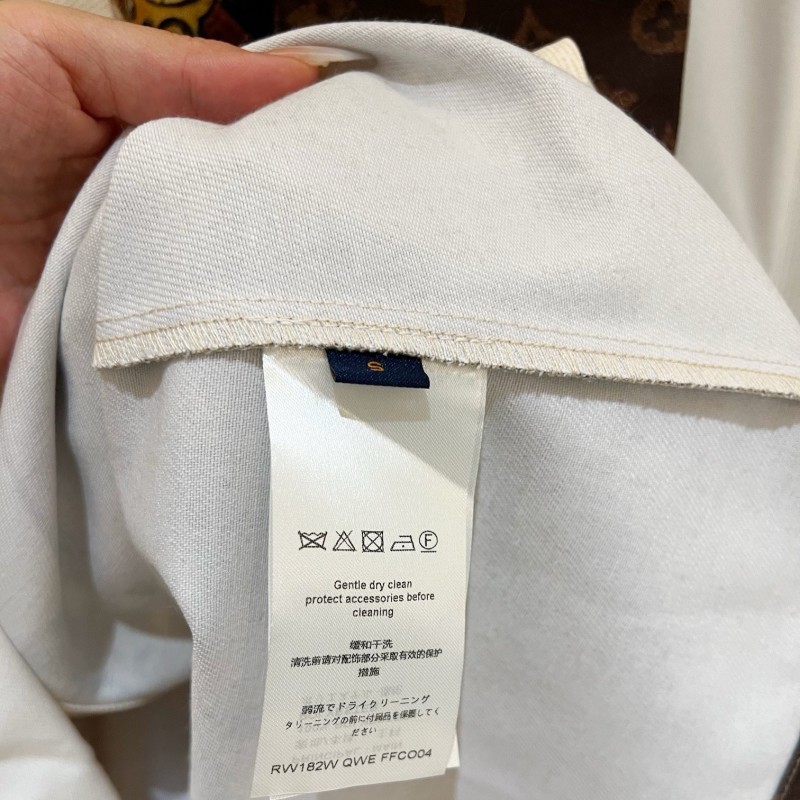 S
F
Gentle dry clean
protect accessories before
cleaning
缓和干洗
清洗前请对配饰部分采取有效的保护
措施
弱流でドライクリーニング
タリーニングの前に付属品を保護してく
ださい
RW182W QWE FFCO04